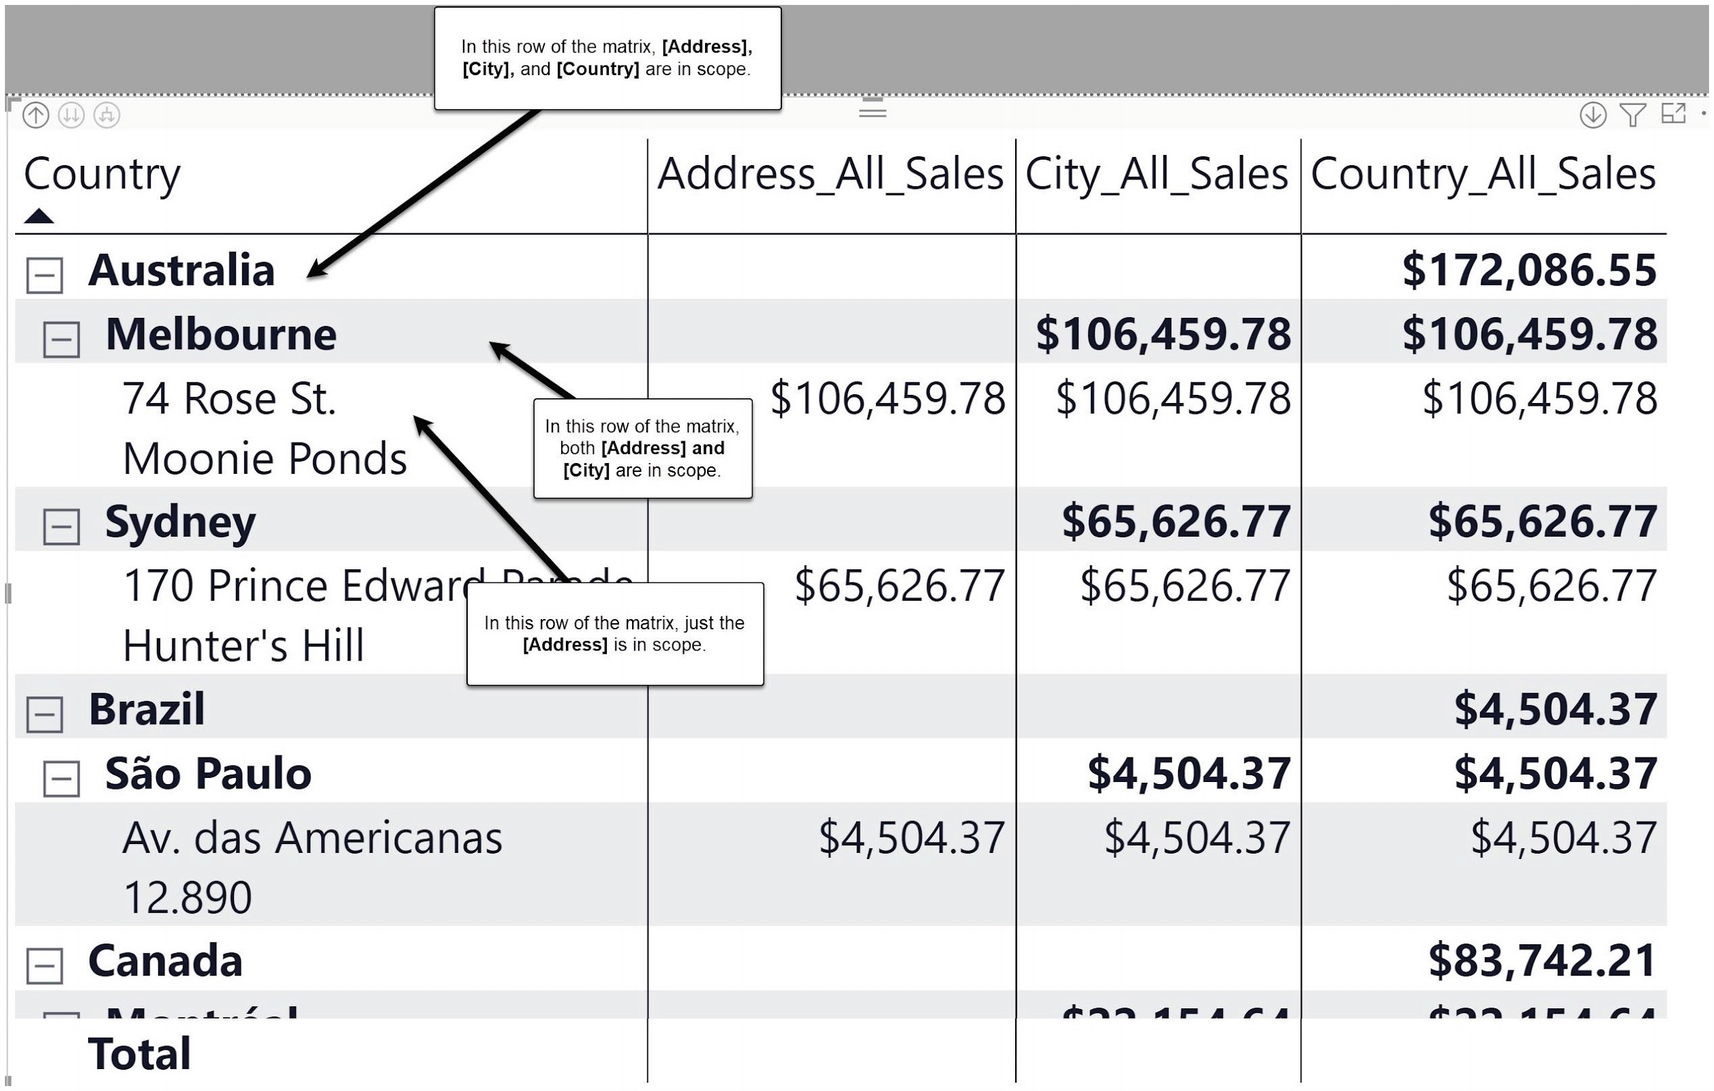 In this row of the matrix, [Address],
[City], and [Country] are in scope.
Country Address_All_Sales City_All_Sales Country_All_Sales
Australia $172,086.55
Melbourne $106,459.78 $106,459.78
74 Rose St. $106,459.78 $106,459.78 $106,459.78
Moonie Ponds
In this row of the matrix,
both [Address] and
[City] are in scope.
Sydney $65,626.77 $65,626.77
170 Prince Edward Parade $65,626.77 $65,626.77 $65,626.77
Hunter's Hill
In this row of the matrix, just the
[Address] is in scope.
Brazil $4,504.37
São Paulo $4,504.37 $4,504.37
Av. das Americanas $4,504.37 $4,504.37 $4,504.37
12.890
Canada $83,742.21
Montréal
Total